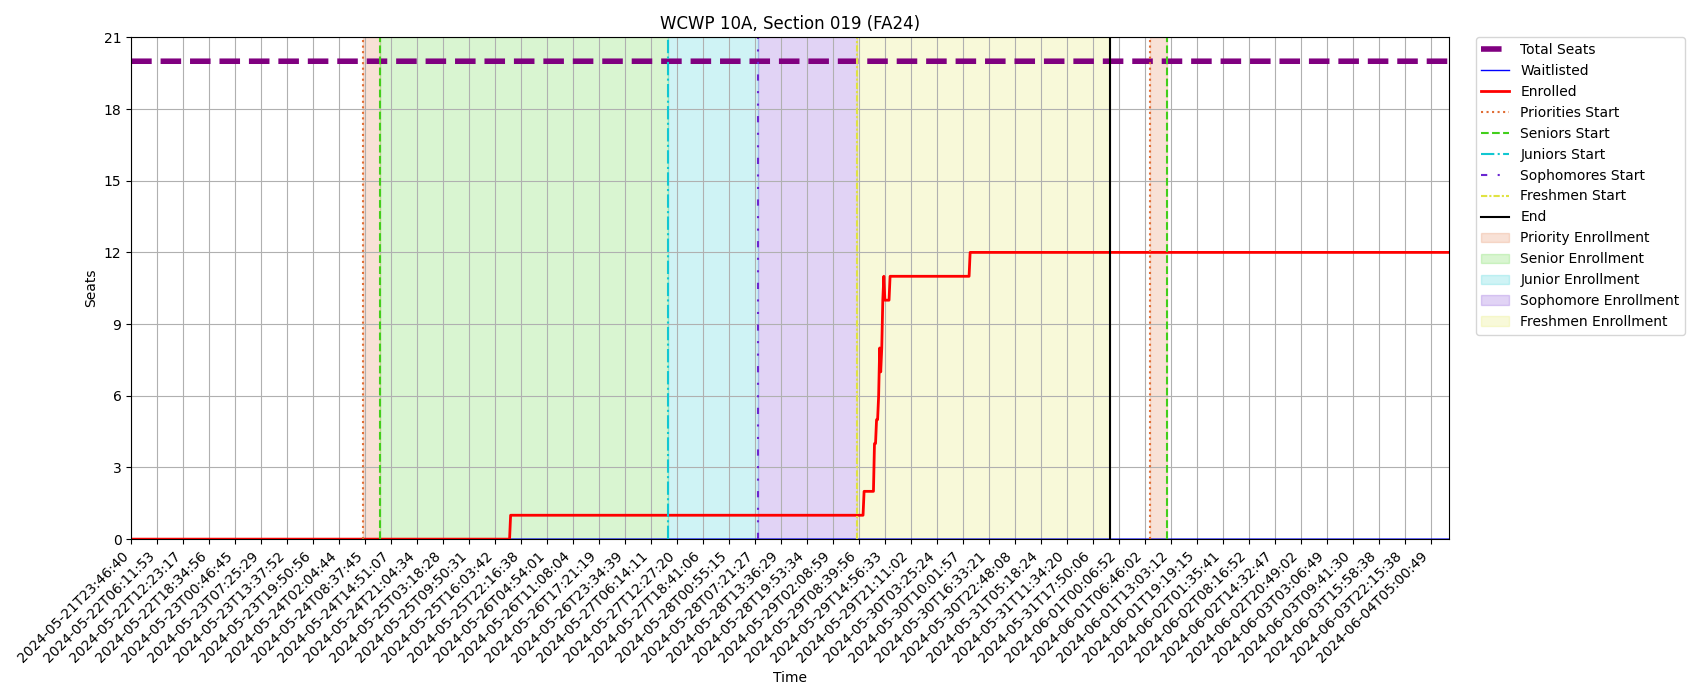 WCWP 10A, Section 019 (FA24)
21
18
15
12
9
6
3
0
Seats
2024-05-21T23:46:40
2024-05-22T06:11:53
2024-05-22T12:23:17
2024-05-22T18:34:56
2024-05-23T00:46:45
2024-05-23T07:25:29
2024-05-23T13:37:52
2024-05-23T19:50:56
2024-05-24T02:04:44
2024-05-24T08:37:45
2024-05-24T14:51:07
2024-05-24T21:04:34
2024-05-25T03:18:28
2024-05-25T09:50:31
2024-05-25T16:03:42
2024-05-25T22:16:38
2024-05-26T04:54:01
2024-05-26T11:08:04
2024-05-26T17:21:19
2024-05-26T23:34:39
2024-05-27T06:14:11
2024-05-27T12:27:20
2024-05-27T18:41:06
2024-05-28T00:55:15
2024-05-28T07:21:27
2024-05-28T13:36:29
2024-05-28T19:53:34
2024-05-29T02:08:59
2024-05-29T08:39:56
2024-05-29T14:56:33
2024-05-29T21:11:02
2024-05-30T03:25:24
2024-05-30T10:01:57
2024-05-30T16:33:21
2024-05-30T22:48:08
2024-05-31T05:18:24
2024-05-31T11:34:20
2024-05-31T17:50:06
2024-06-01T00:06:52
2024-06-01T06:46:02
2024-06-01T13:03:12
2024-06-01T19:19:15
2024-06-02T01:35:41
2024-06-02T08:16:52
2024-06-02T14:32:47
2024-06-02T20:49:02
2024-06-03T03:06:49
2024-06-03T09:41:30
2024-06-03T15:58:38
2024-06-03T22:15:38
2024-06-04T05:00:49
Time
Total Seats
Waitlisted
Enrolled
Priorities Start
Seniors Start
Juniors Start
Sophomores Start
Freshmen Start
End
Priority Enrollment
Senior Enrollment
Junior Enrollment
Sophomore Enrollment
Freshmen Enrollment